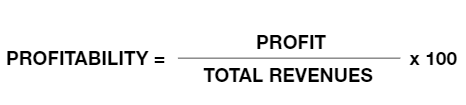 PROFIT
PROFITABILITY = x 100
TOTAL REVENUES